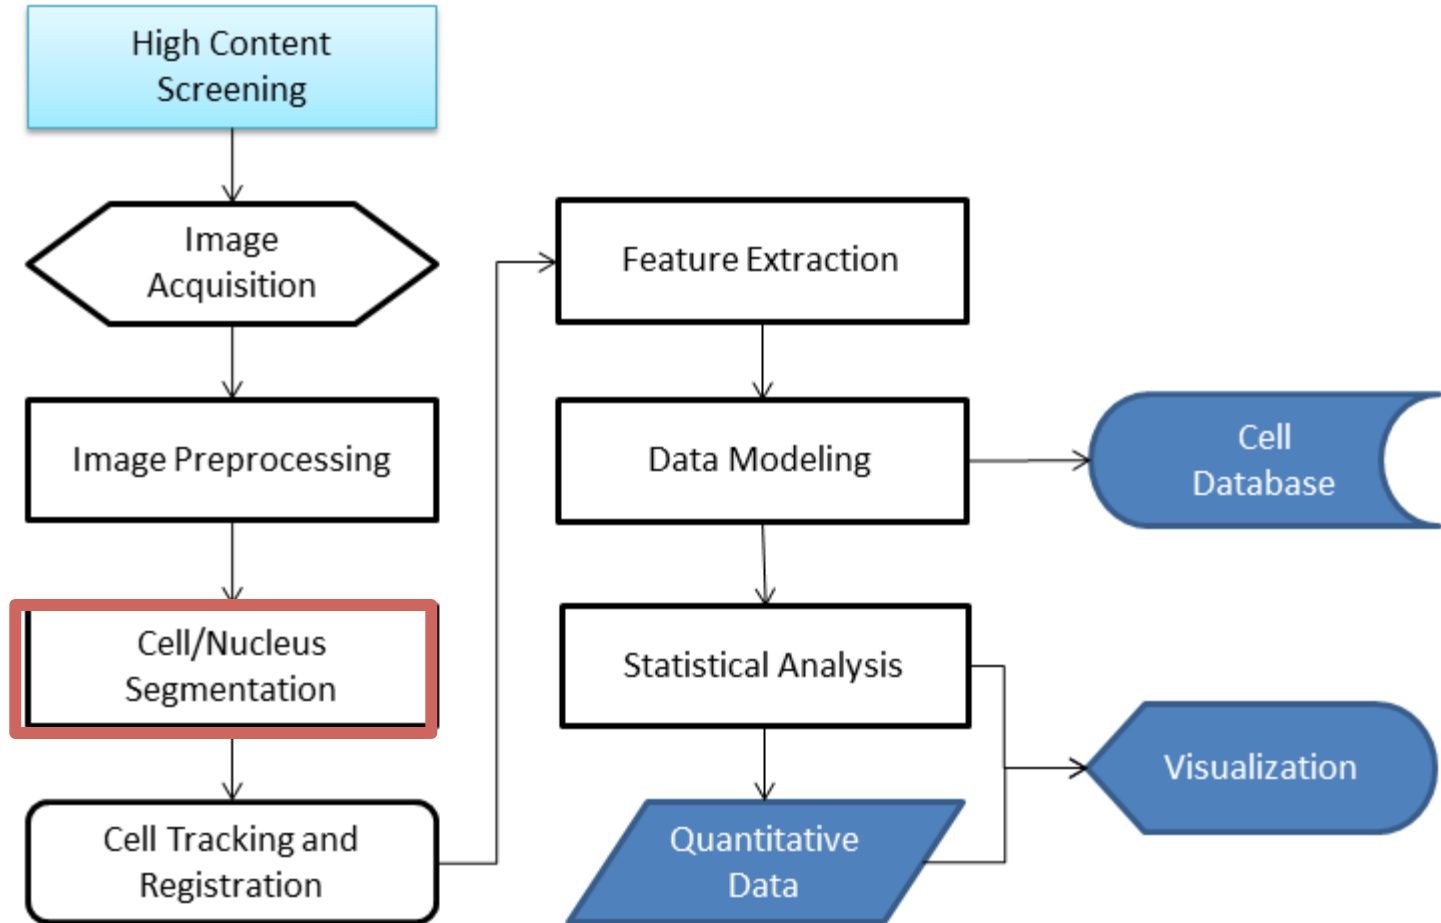 High Content
Screening
Image
Acquisition
Image Preprocessing
Cell/Nucleus
Segmentation
Cell Tracking and
Registration
Feature Extraction
Data Modeling
Cell
Database
Statistical Analysis
Visualization
Quantitative
Data